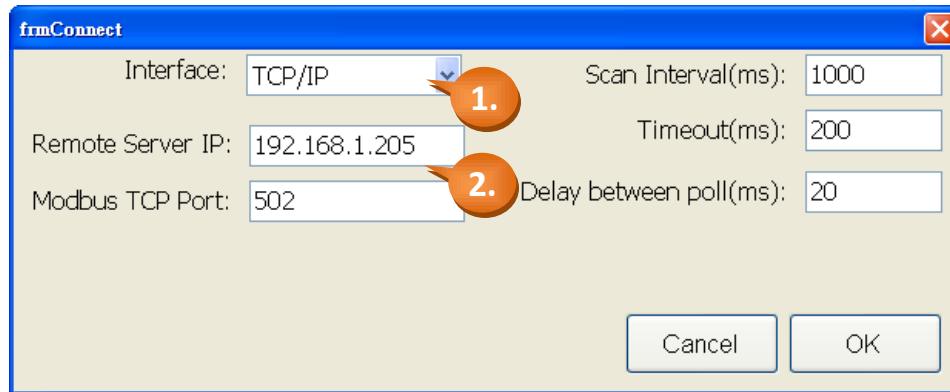 frmConnect
Interface: TCP/IP
1.
Scan Interval(ms): 1000
Remote Server IP: 192.168.1.205
Timeout(ms): 200
2.
Modbus TCP Port: 502
Delay between poll(ms): 20
Cancel
OK